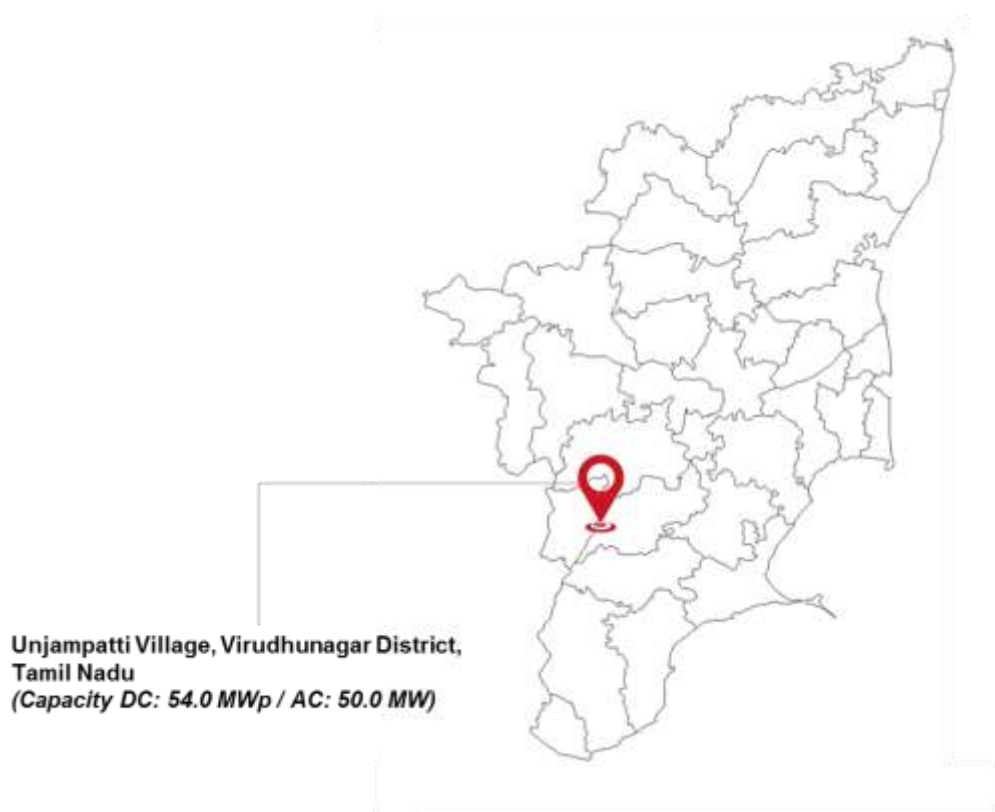 Unjampatti Village, Virudhunagar District,
Tamil Nadu
(Capacity DC: 54.0 MWp / AC: 50.0 MW)